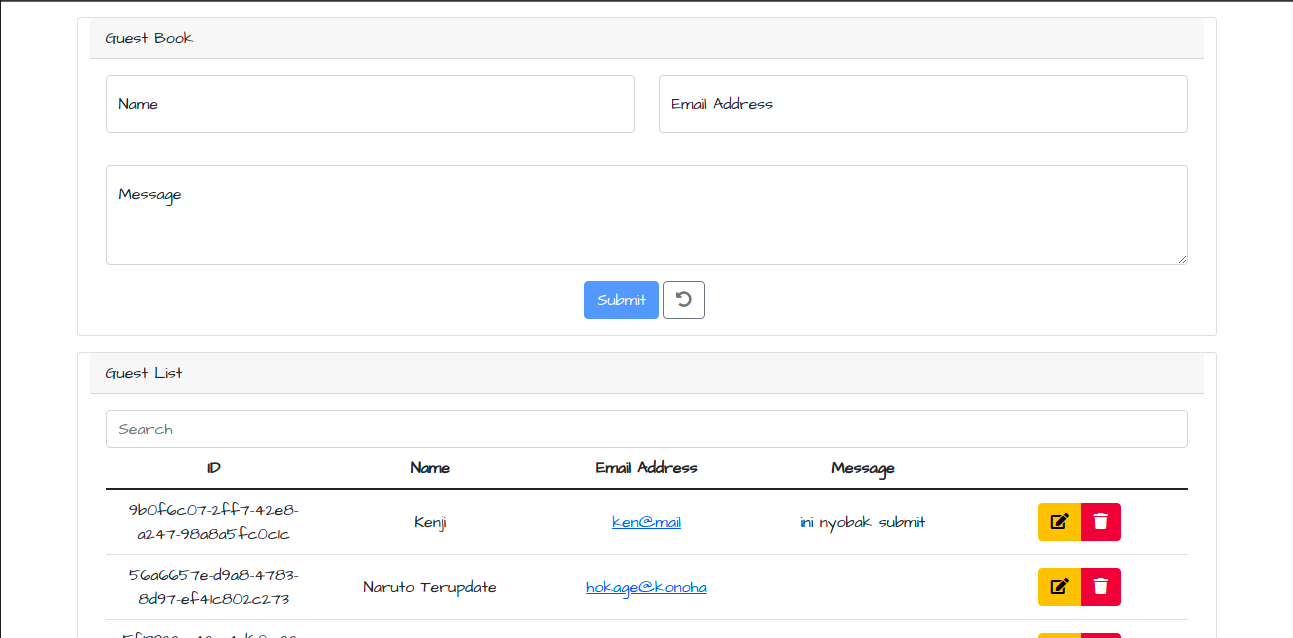 Guest Book
Name
Email Address
Message
Submit
Guest List
Search
ID Name Email Address Message
9b0f6c07-2ff7-42e8-
a247-98a8a5fc0c1c
Kenji
ken@mail
ini nyobak submit
56a6657e-d9a8-4783-
8d97-ef41c802c273
Naruto Terupdate
hokage@konoha